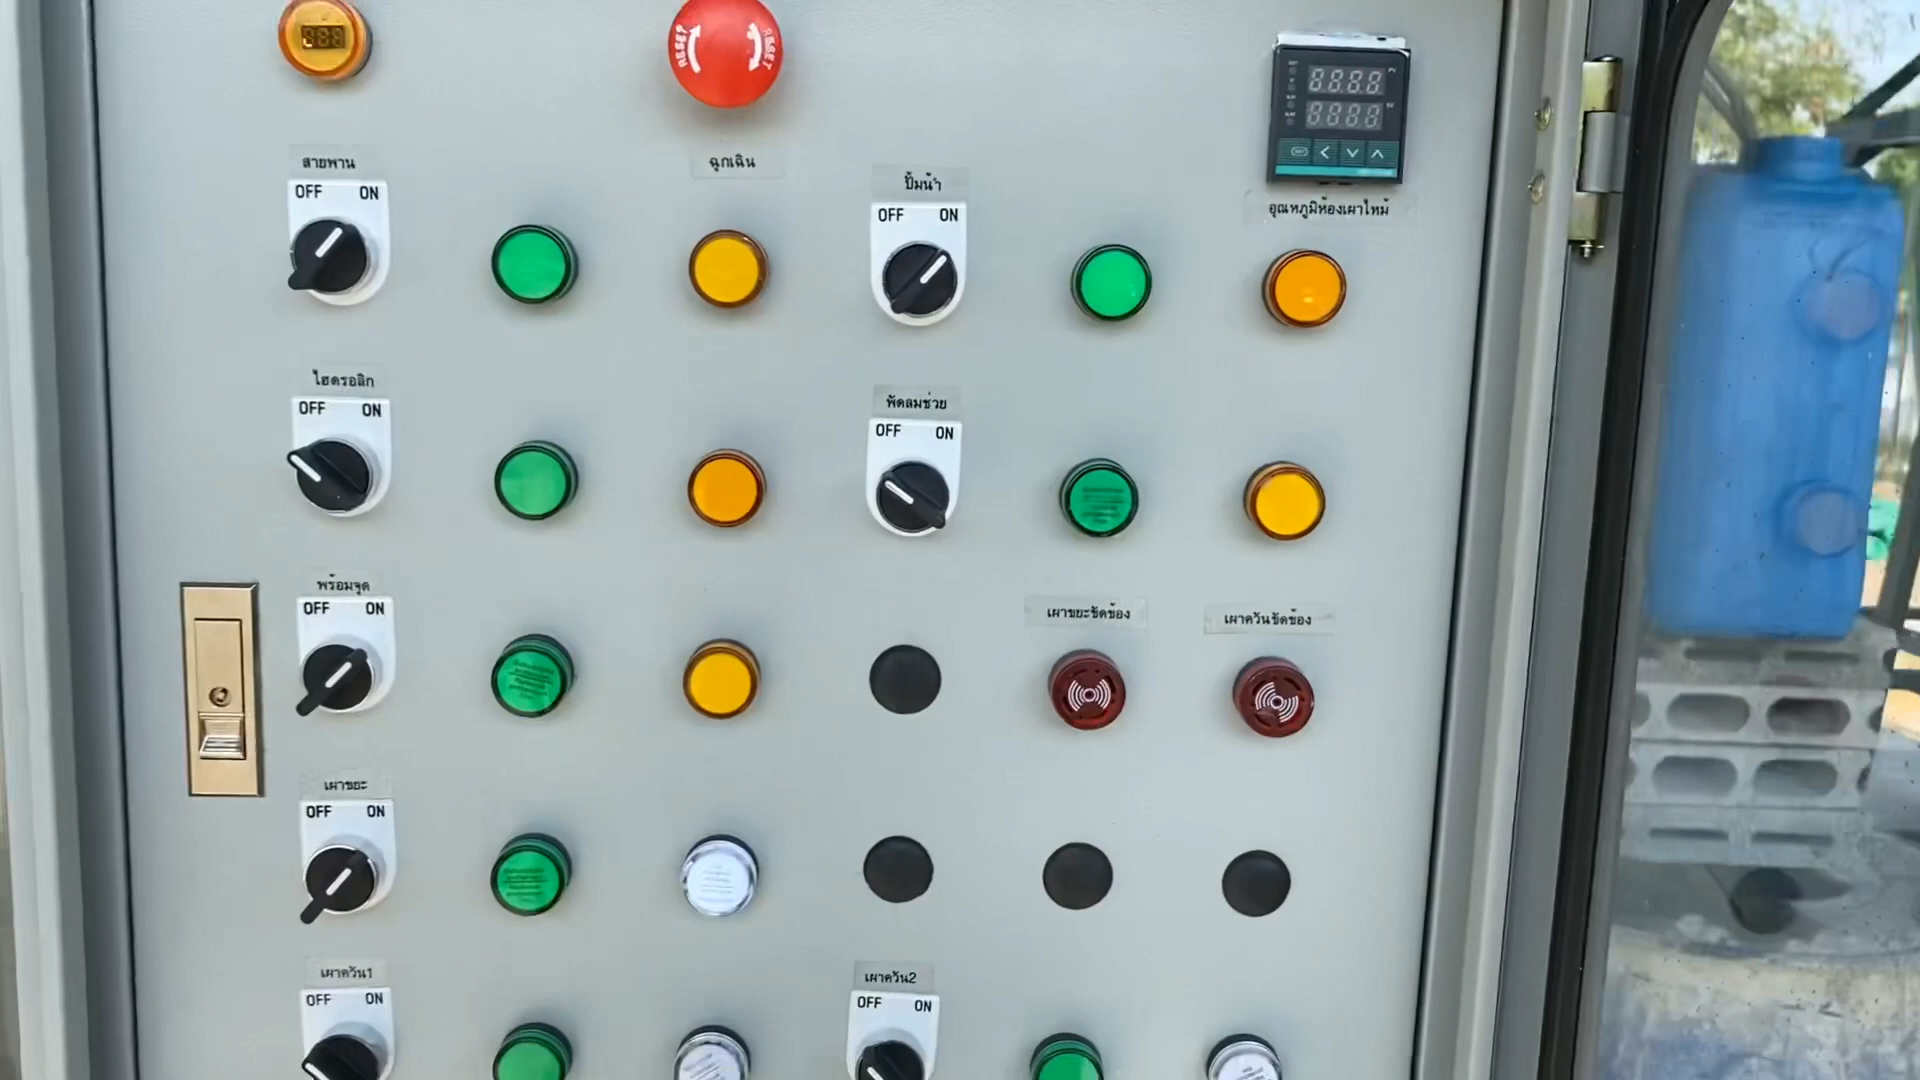 RESET RESET
สายพาน
OFF ON
ฉุกเฉิน
ปั้มน้ำ
OFF ON
อุณหภูมิห้องเผาไหม้
ไฮดรอลิก
OFF ON
พัดลมช่วย
OFF ON
พร้อมจุด
OFF ON
เผาขยะขัดข้อง
เผาควันขัดข้อง
เผาขยะ
OFF ON
เผาควัน1
OFF ON
เผาควัน2
OFF ON